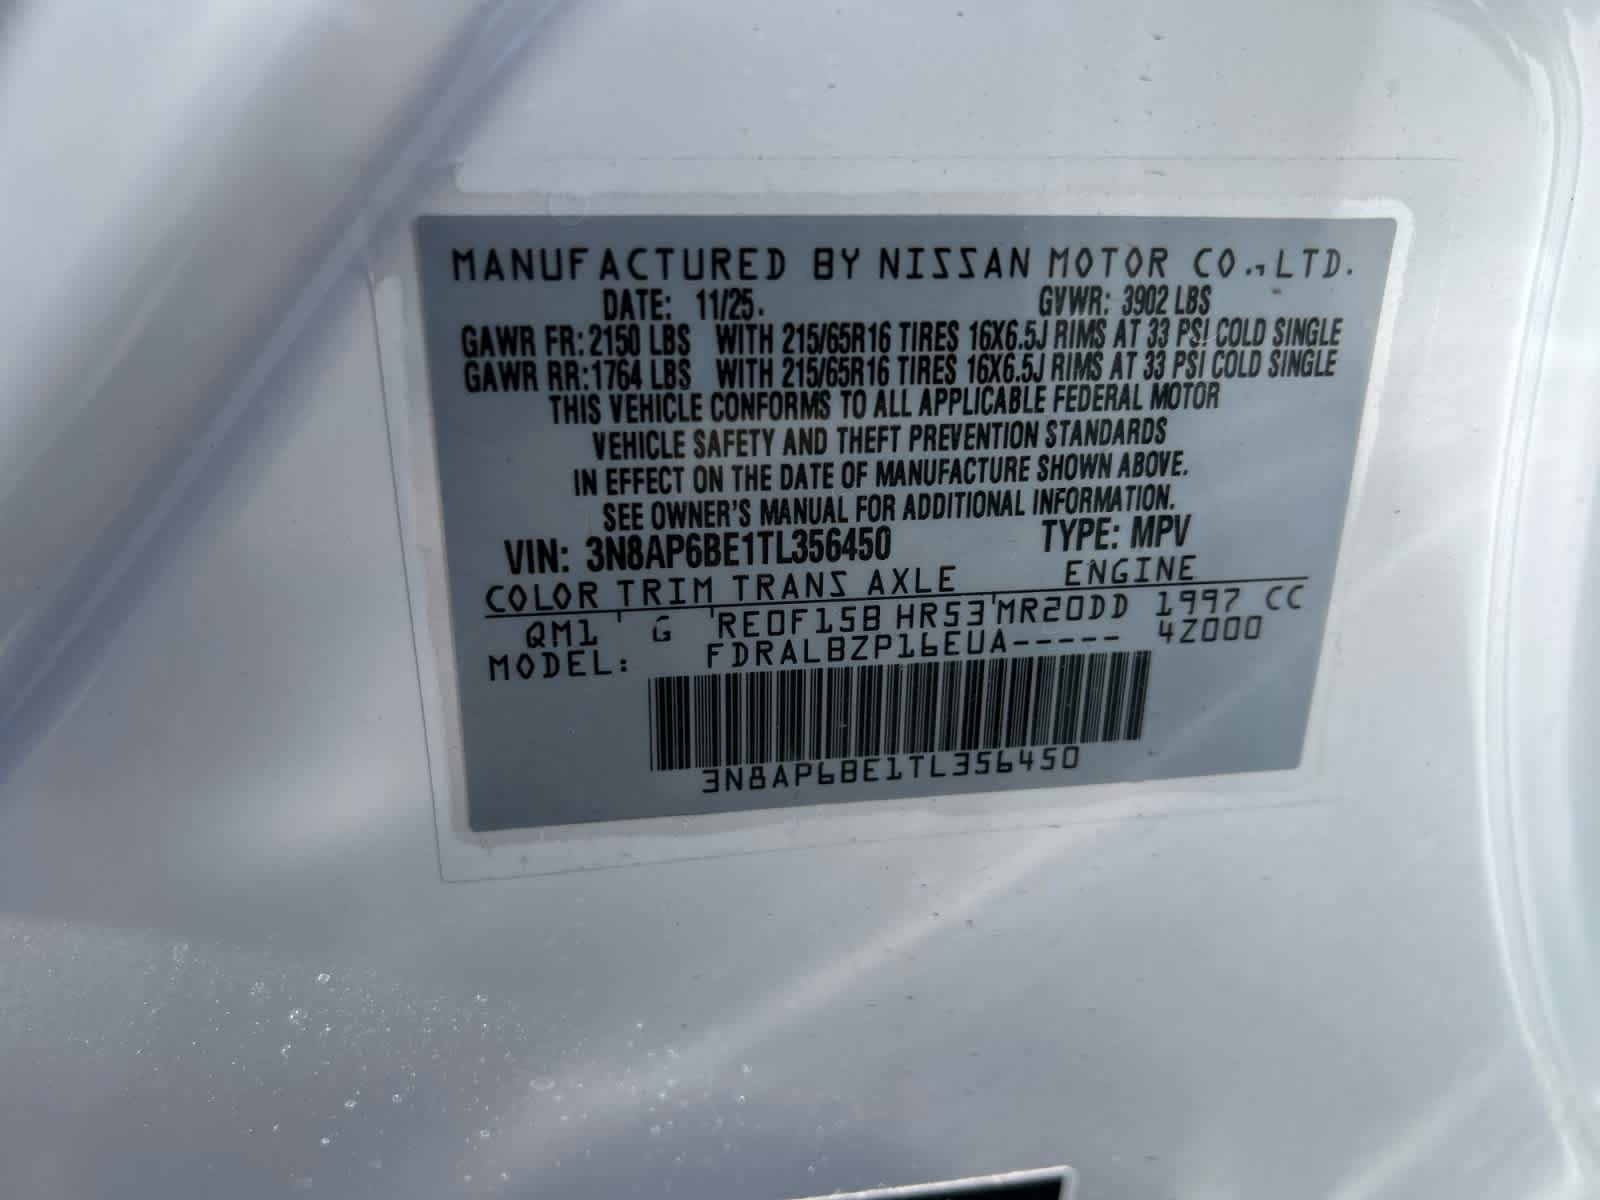 MANUFACTURED BY NISSAN MOTOR CO., LTD.
DATE: 11/25. GVWR: 3902 LBS
GAWR FR: 2150 LBS WITH 215/65R16 TIRES 16X6.5J RIMS AT 33 PSI COLD SINGLE
GAWR RR: 1764 LBS WITH 215/65R16 TIRES 16X6.5J RIMS AT 33 PSI COLD SINGLE
THIS VEHICLE CONFORMS TO ALL APPLICABLE FEDERAL MOTOR
VEHICLE SAFETY AND THEFT PREVENTION STANDARDS
IN EFFECT ON THE DATE OF MANUFACTURE SHOWN ABOVE.
SEE OWNER'S MANUAL FOR ADDITIONAL INFORMATION.
VIN: 3N8AP6BE1TL356450 TYPE: MPV
COLOR TRIM TRANS AXLE ENGINE
QM1 G RE0F15B HR53 MR20DD 1997 CC
MODEL: FDRALBZP16EUA----- 4Z000
3N8AP6BE1TL356450